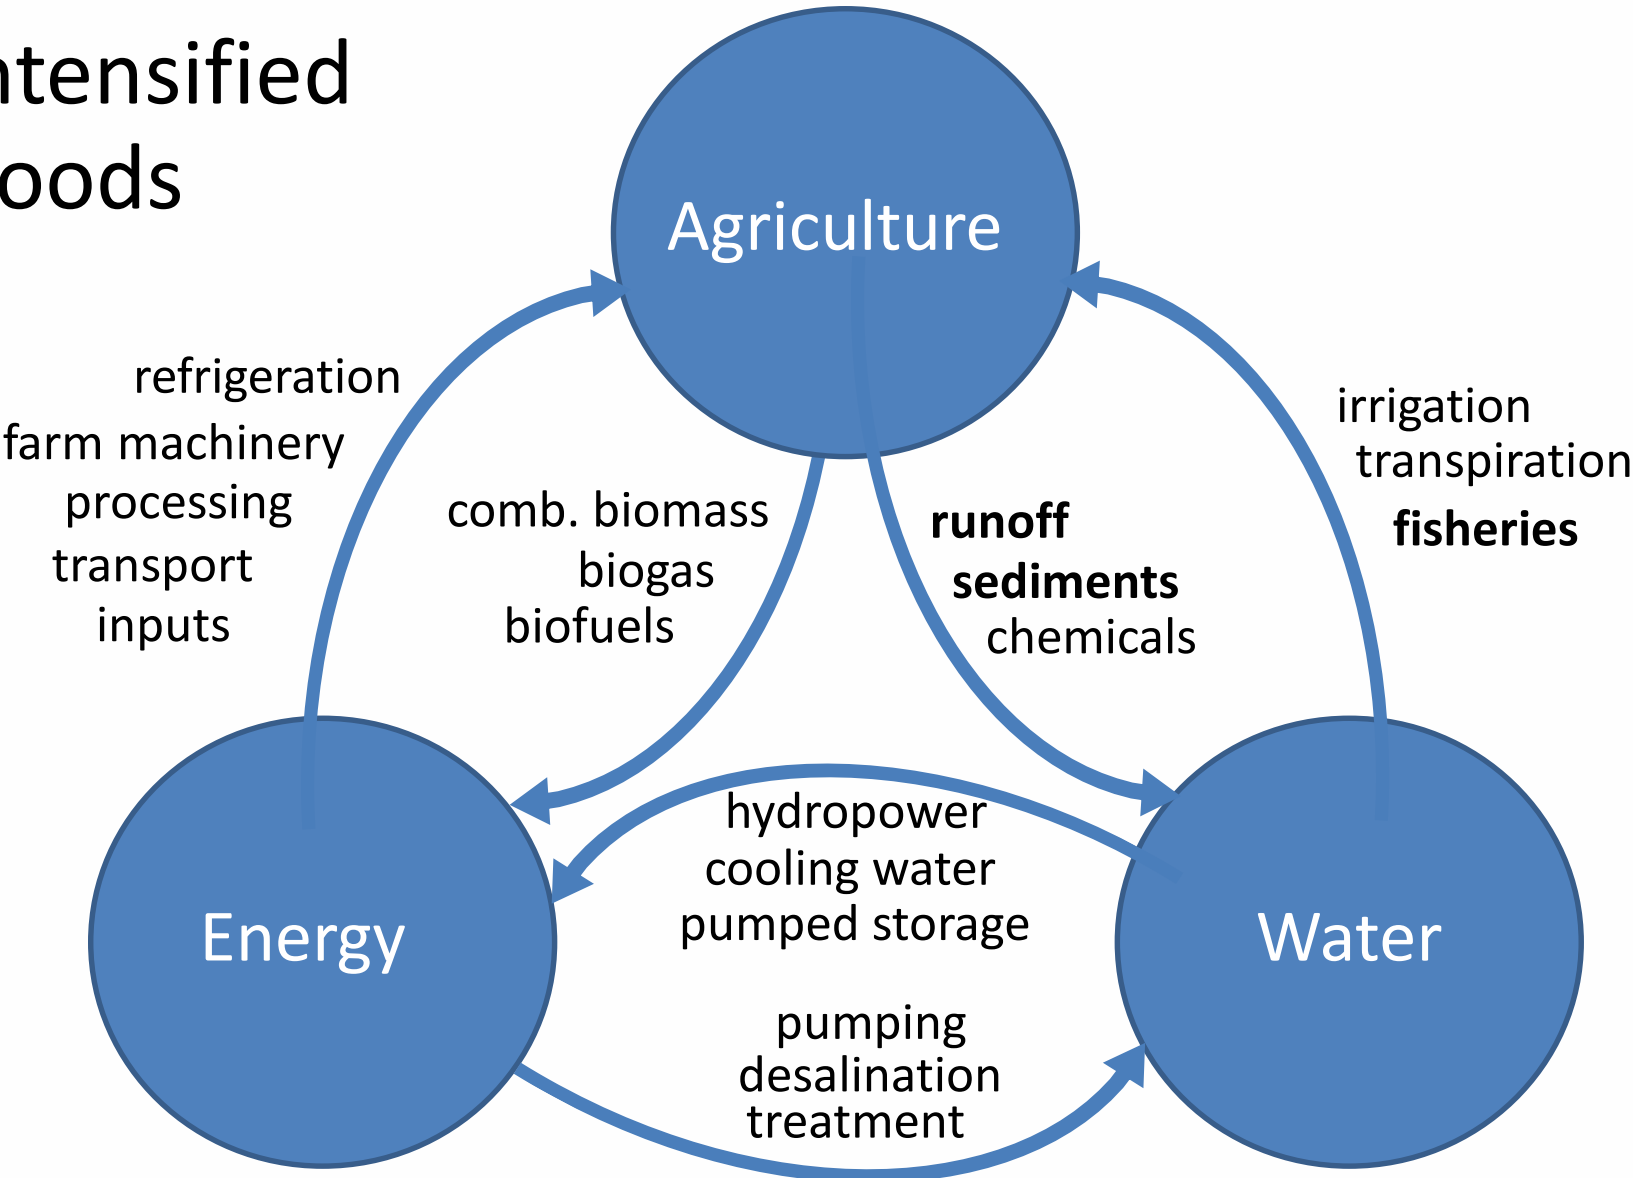 ntensified
oods
Agriculture
refrigeration
farm machinery
processing
transport
inputs
comb. biomass
biogas
biofuels
runoff
sediments
chemicals
irrigation
transpiration
fisheries
hydropower
cooling water
pumped storage
Energy
Water
pumping
desalination
treatment